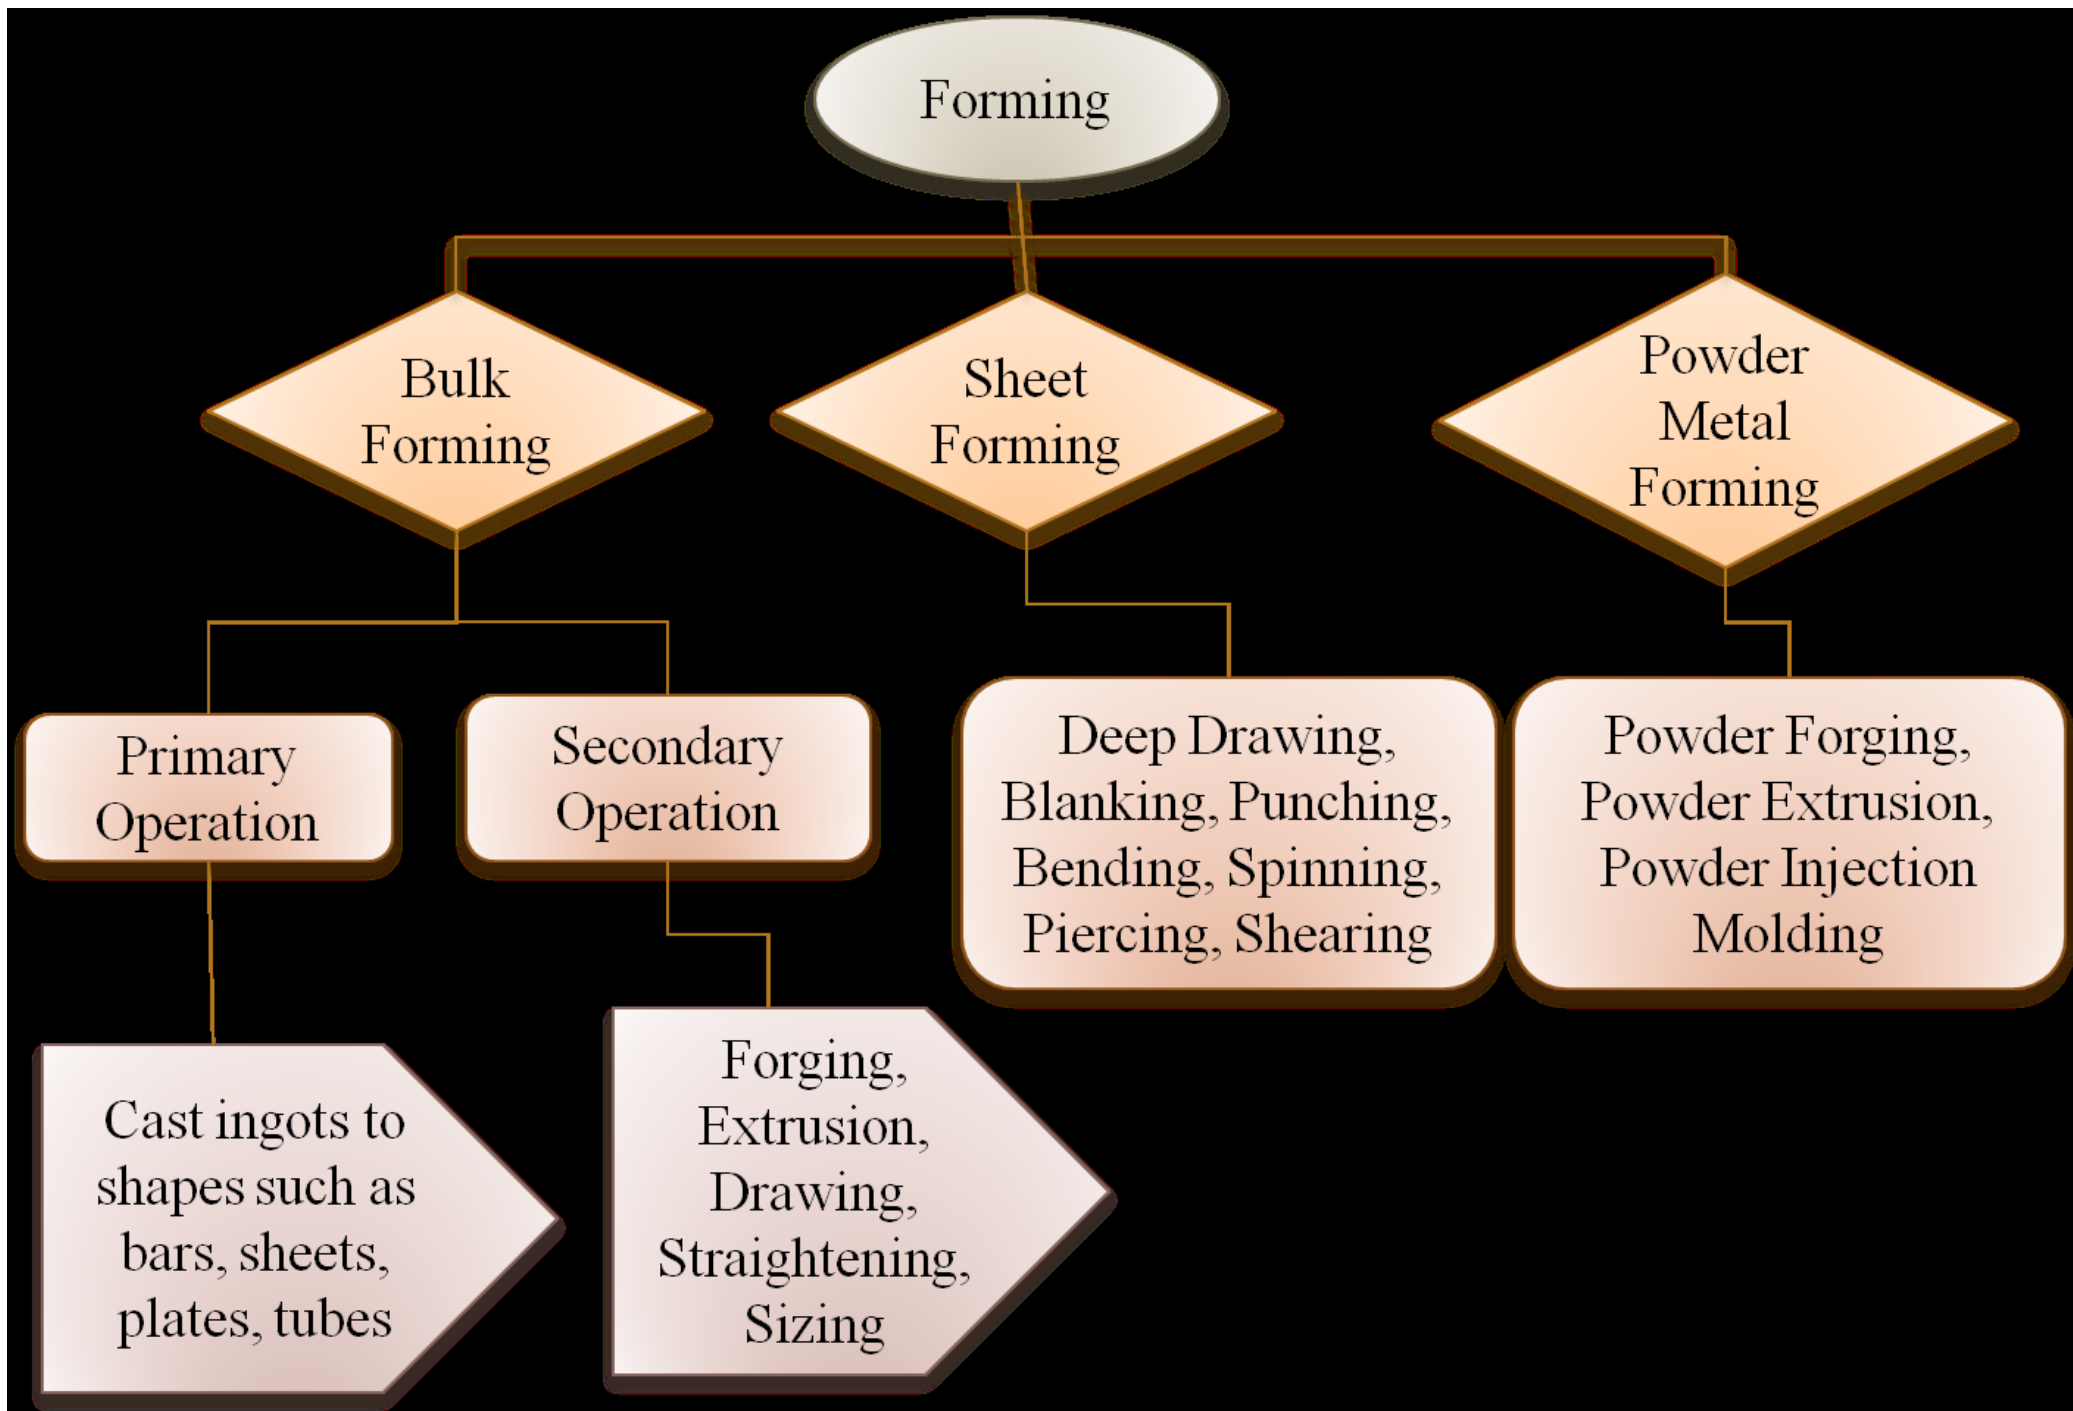 Forming
Bulk
Forming
Sheet
Forming
Powder
Metal
Forming
Primary
Operation
Secondary
Operation
Deep Drawing,
Blanking, Punching,
Bending, Spinning,
Piercing, Shearing
Powder Forging,
Powder Extrusion,
Powder Injection
Molding
Cast ingots to
shapes such as
bars, sheets,
plates, tubes
Forging,
Extrusion,
Drawing,
Straightening,
Sizing